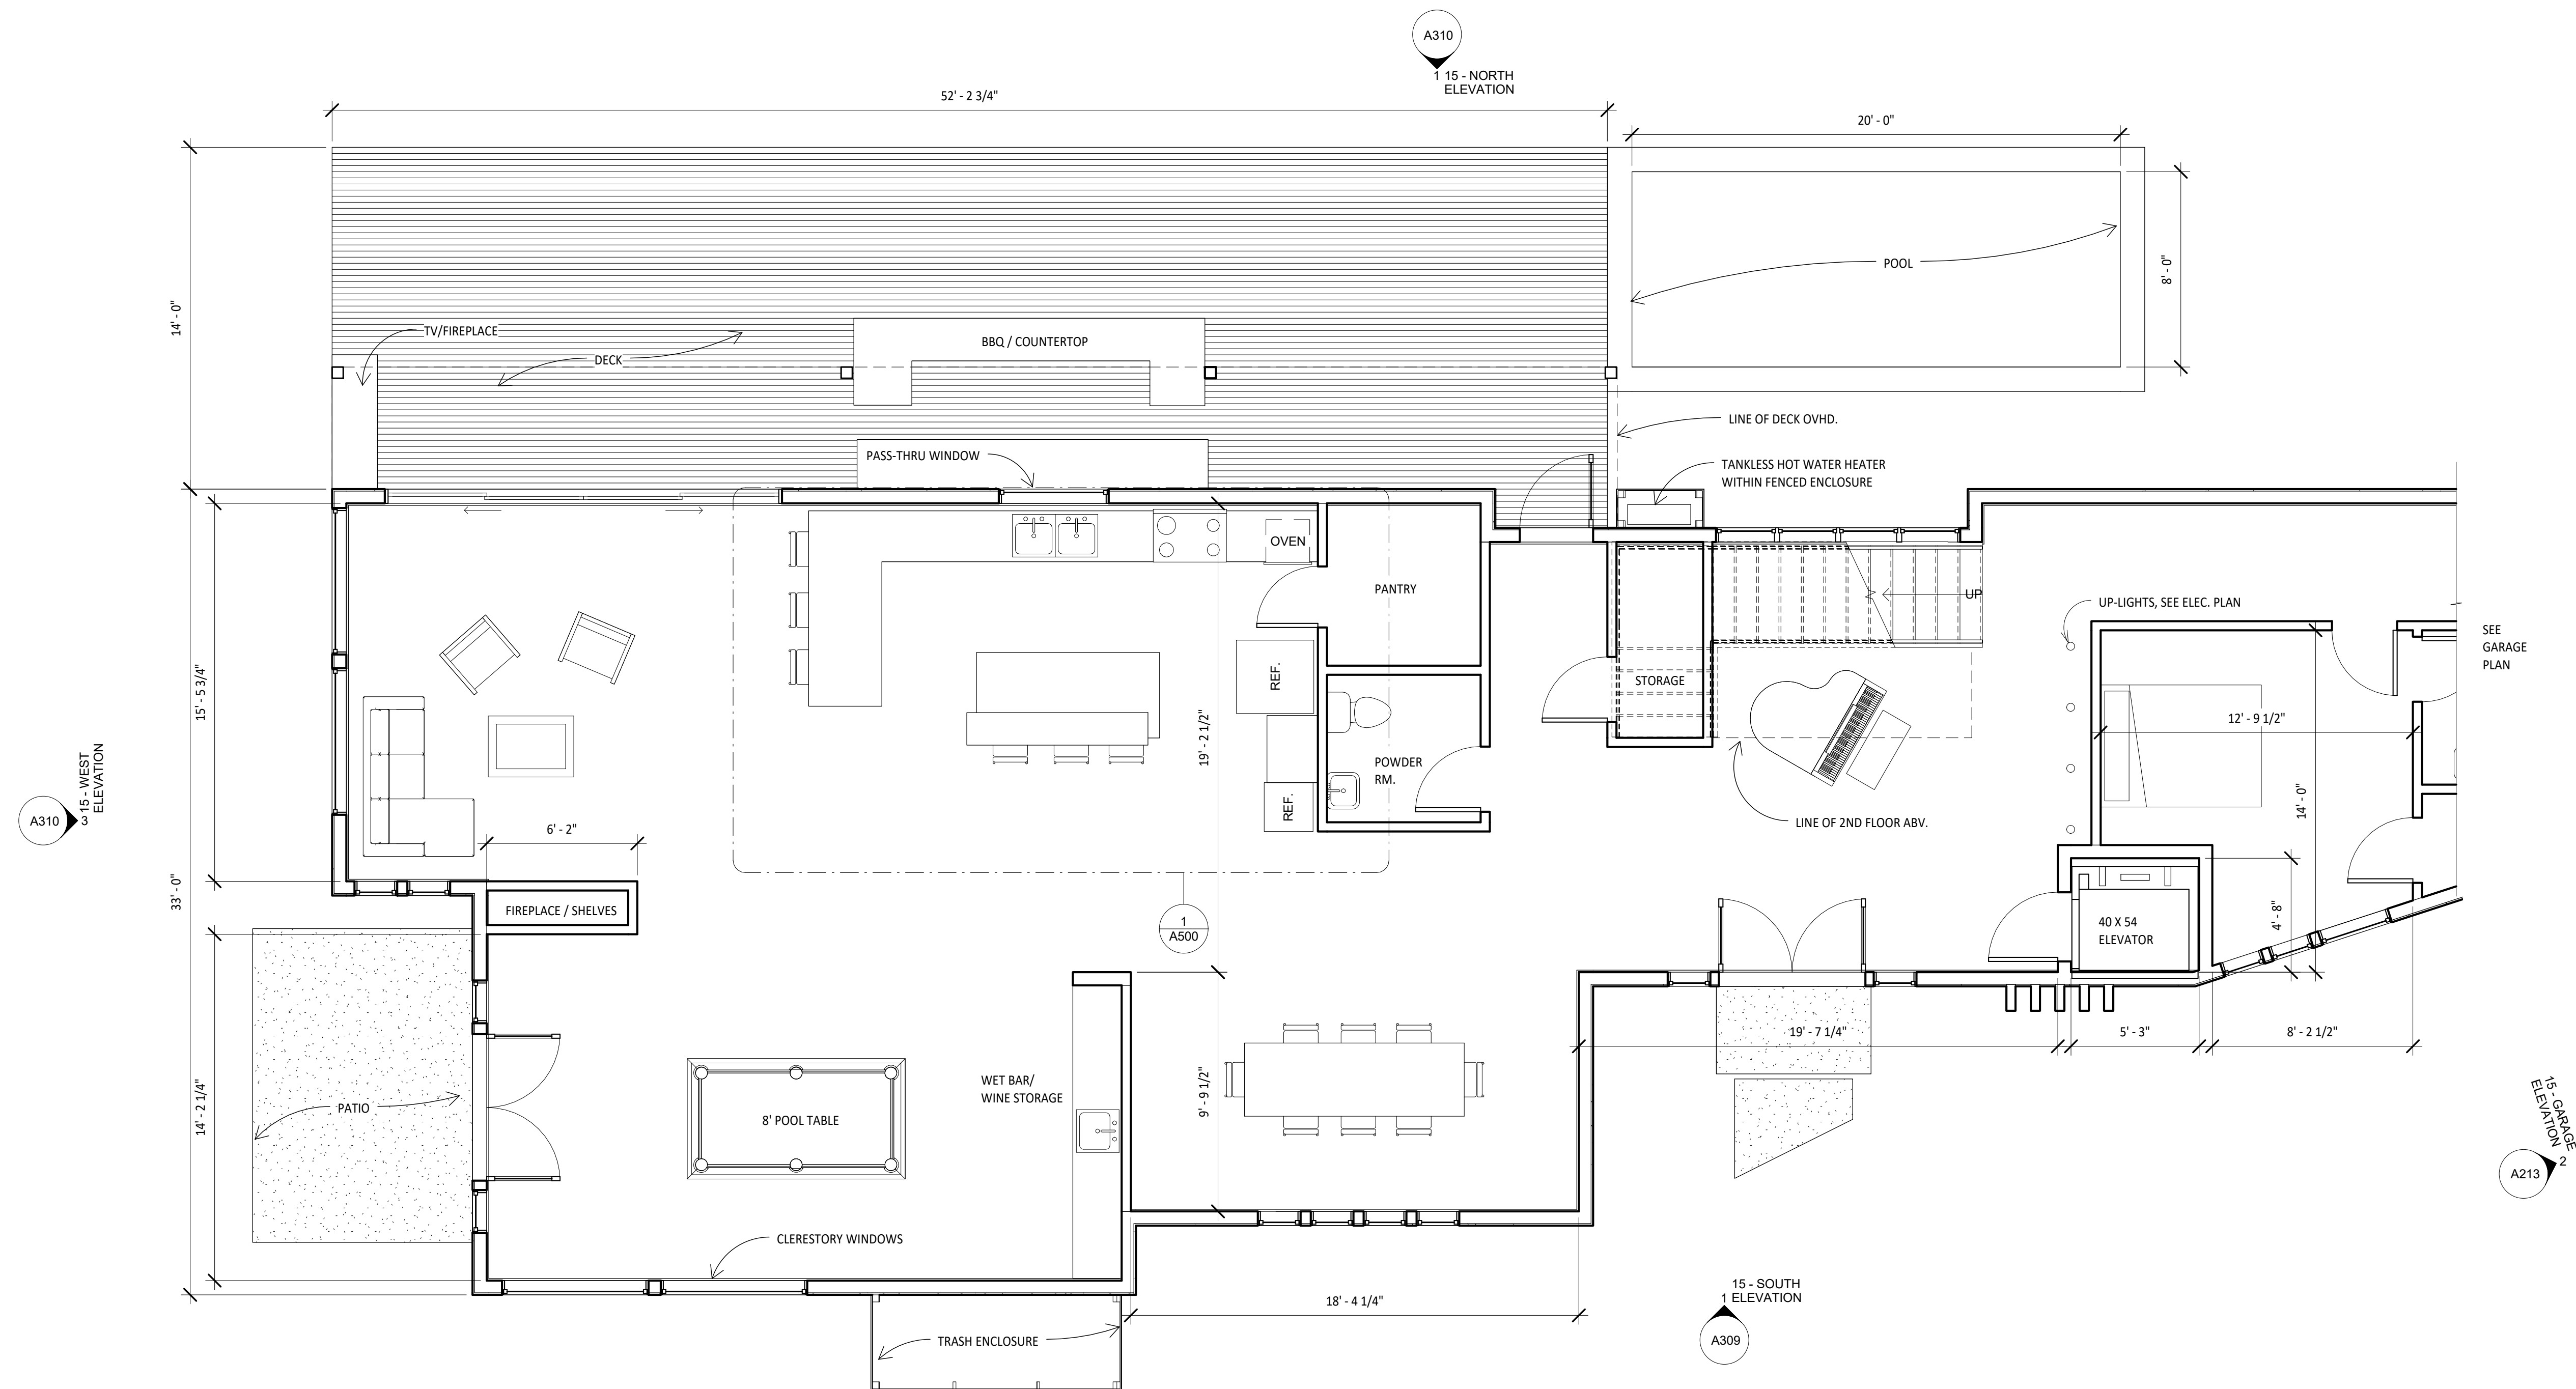 A310
1 15 - NORTH
ELEVATION
52' - 2 3/4"
20' - 0"
14' - 0"
8' - 0"
POOL
TV/FIREPLACE
DECK
BBQ / COUNTERTOP
LINE OF DECK OVHD.
PASS-THRU WINDOW
TANKLESS HOT WATER HEATER
WITHIN FENCED ENCLOSURE
OVEN
PANTRY
UP
UP-LIGHTS, SEE ELEC. PLAN
SEE
GARAGE
PLAN
15' - 5 3/4"
REF.
STORAGE
19' - 2 1/2"
12' - 9 1/2"
POWDER
RM.
REF.
14' - 0"
A310
3
15 - WEST
ELEVATION
6' - 2"
LINE OF 2ND FLOOR ABV.
33' - 0"
FIREPLACE / SHELVES
1
A500
40 X 54
ELEVATOR
4' - 8"
19' - 7 1/4"
5' - 3"
8' - 2 1/2"
14' - 2 1/4"
PATIO
8' POOL TABLE
WET BAR/
WINE STORAGE
9' - 9 1/2"
15 - GARAGE
ELEVATION
2
A213
CLERESTORY WINDOWS
18' - 4 1/4"
15 - SOUTH
1 ELEVATION
A309
TRASH ENCLOSURE